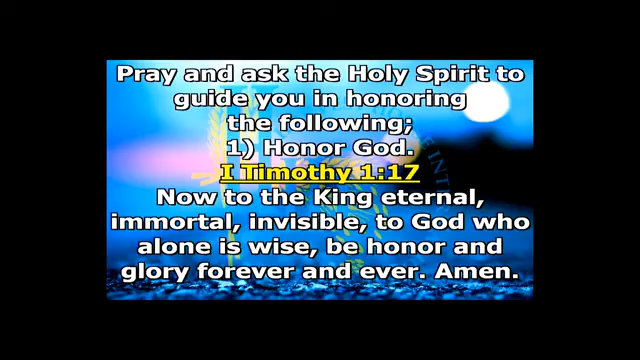 Pray and ask the Holy Spirit to
guide you in honoring
the following;
1) Honor God.
I Timothy 1:17
Now to the King eternal,
immortal, invisible, to God who
alone is wise, be honor and
glory forever and ever. Amen.